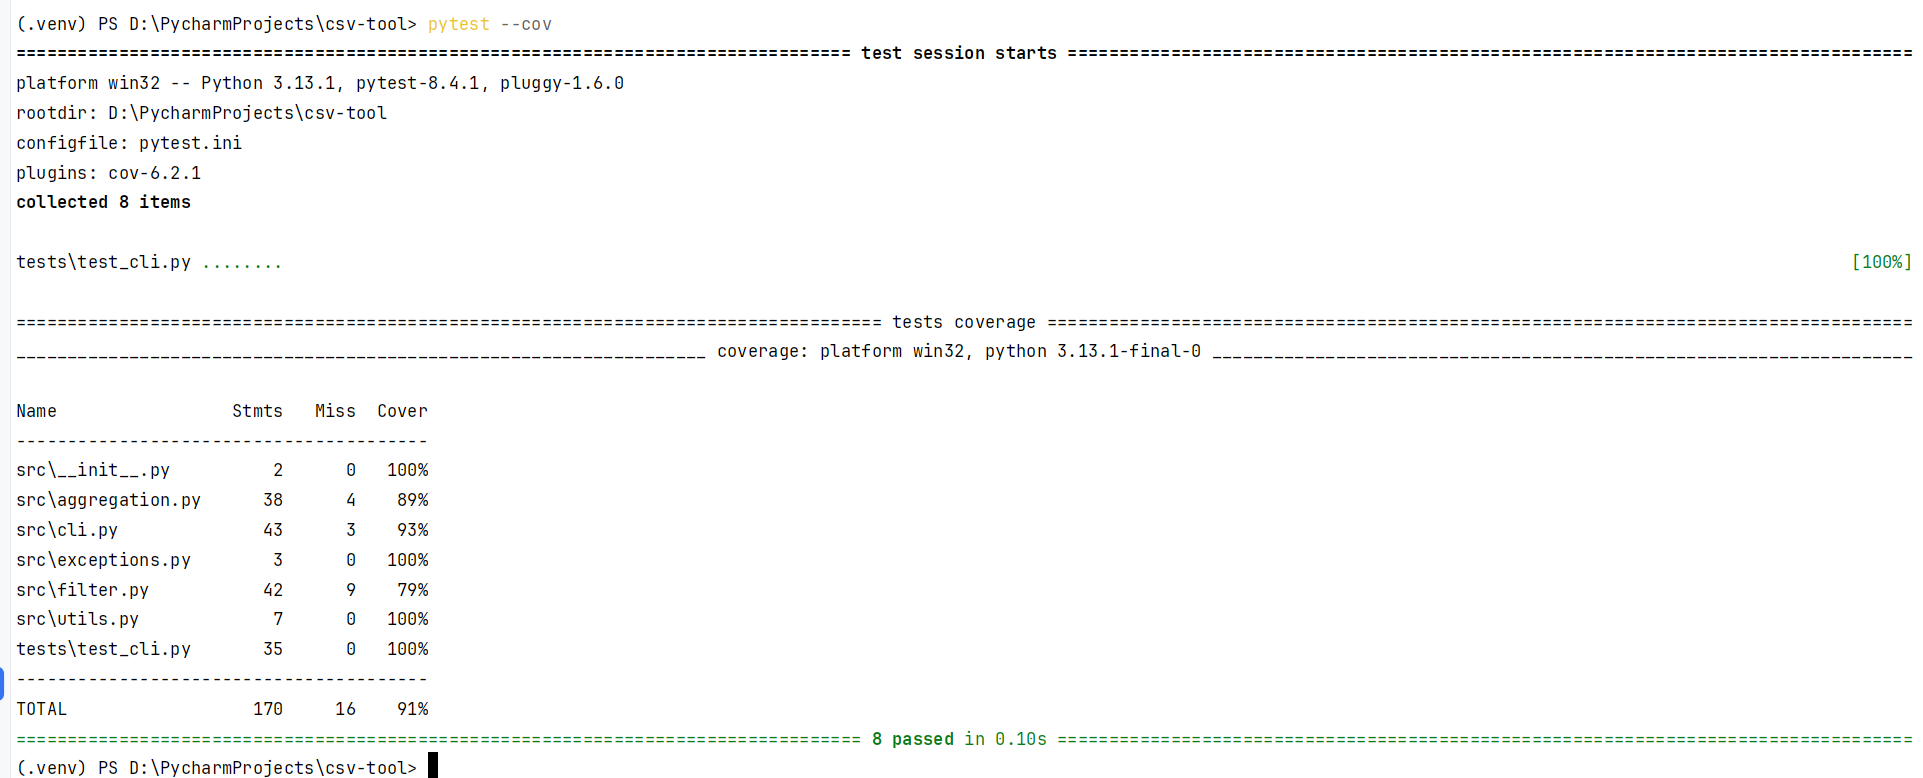 (.venv) PS D:\PycharmProjects\csv-tool> pytest --cov
================================================================================= test session starts ==================================================================================
platform win32 -- Python 3.13.1, pytest-8.4.1, pluggy-1.6.0
rootdir: D:\PycharmProjects\csv-tool
configfile: pytest.ini
plugins: cov-6.2.1
collected 8 items

tests\test_cli.py ........                                                                                                                                                        [100%]

==================================================================================== tests coverage ====================================================================================
___________________________________________________________________ coverage: platform win32, python 3.13.1-final-0 ____________________________________________________________________

Name                 Stmts   Miss  Cover
----------------------------------------
src\__init__.py          2      0   100%
src\aggregation.py      38      4    89%
src\cli.py              43      3    93%
src\exceptions.py        3      0   100%
src\filter.py           42      9    79%
src\utils.py             7      0   100%
tests\test_cli.py       35      0   100%
----------------------------------------
TOTAL                  170     16    91%
================================================================================== 8 passed in 0.10s ===================================================================================
(.venv) PS D:\PycharmProjects\csv-tool>